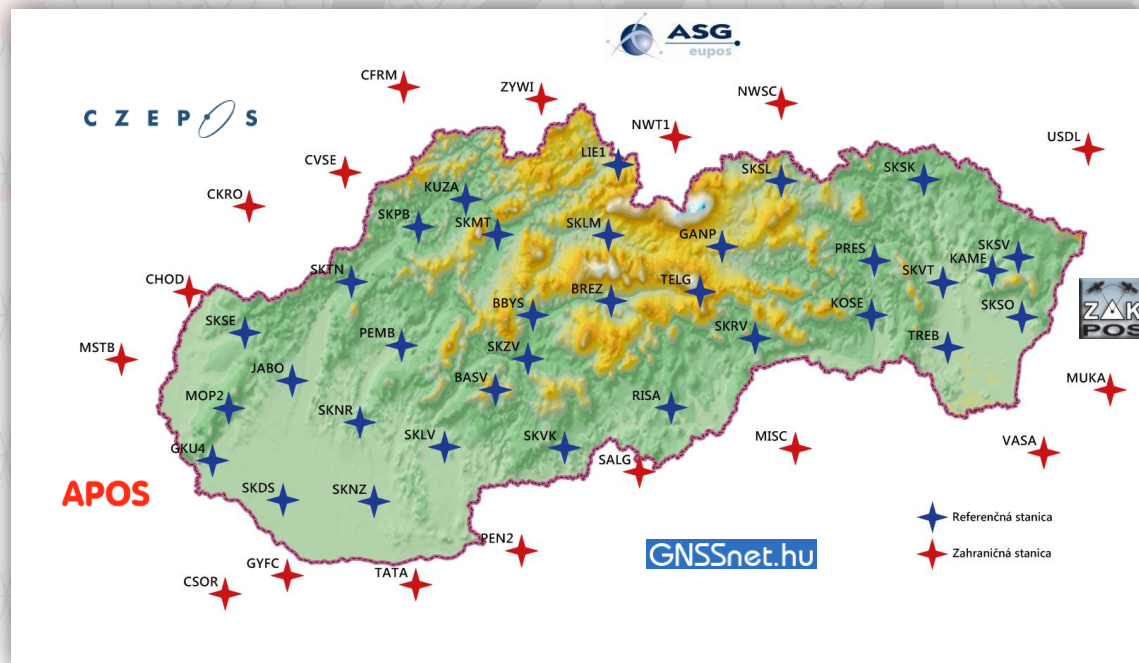 ASG
eupos
CZEPOS
CFRM
ZYWI
NWSC
NWT1
USDL
CVSE
LIE1
SKSL
SKSK
CKRO
KUZA
SKPB
SKMT
SKLM
GANP
PRES
SKSV
KAME
SKVT
CHOD
SKTN
BREZ
TELG
BBYS
KOSE
SKSO
ZAK
POS
SKSE
PEMB
SKZV
SKRV
TREB
MSTB
JABO
BASV
MUKA
MOP2
SKNR
RISA
GKU4
SKLV
SKVK
SALG
MISC
VASA
APOS
SKDS
SKNZ
PEN2
Referenčná stanica
GNSSnet.hu
Zahraničná stanica
GYFC
CSOR
TATA